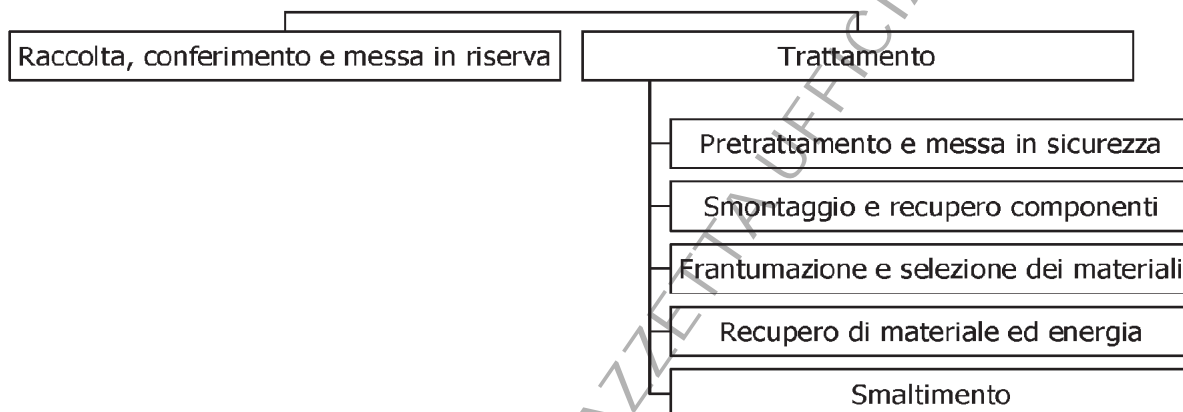 Raccolta, conferimento e messa in riserva
Trattamento
Pretrattamento e messa in sicurezza
Smontaggio e recupero componenti
Frantumazione e selezione dei materiali
Recupero di materiale ed energia
Smaltimento